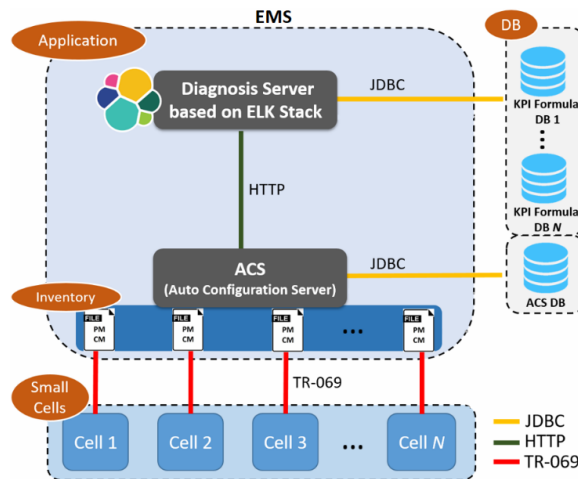 EMS
Application
DB
Diagnosis Server
based on ELK Stack
JDBC
KPI Formula
DB 1
KPI Formula
DB N
HTTP
ACS
(Auto Configuration Server)
JDBC
ACS DB
Inventory
FILE
PM
CM
FILE
PM
CM
FILE
PM
CM
...
FILE
PM
CM
TR-069
Small
Cells
Cell 1
Cell 2
Cell 3
...
Cell N
JDBC
HTTP
TR-069